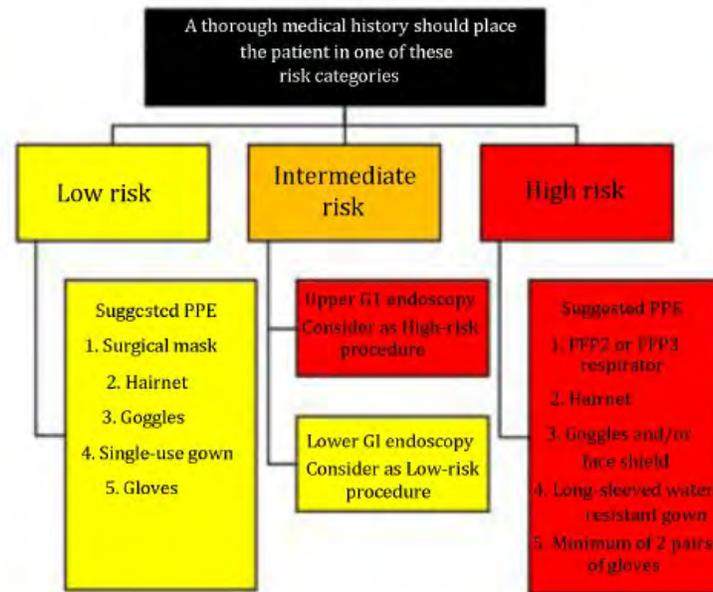 A thorough medical history should place
the patient in one of these
risk categories
Low risk
Intermediate
risk
High risk
Suggested PPE
1. Surgical mask
2. Hairnet
3. Goggles
4. Single-use gown
5. Gloves
Upper GI endoscopy
Consider as High-risk
procedure
Lower GI endoscopy
Consider as Low-risk
procedure
Suggested PPE
1. FFP2 or FFP3
respirator
2. Hairnet
3. Goggles and/or
face shield
4. Long-sleeved water
resistant gown
5. Minimum of 2 pairs
of gloves